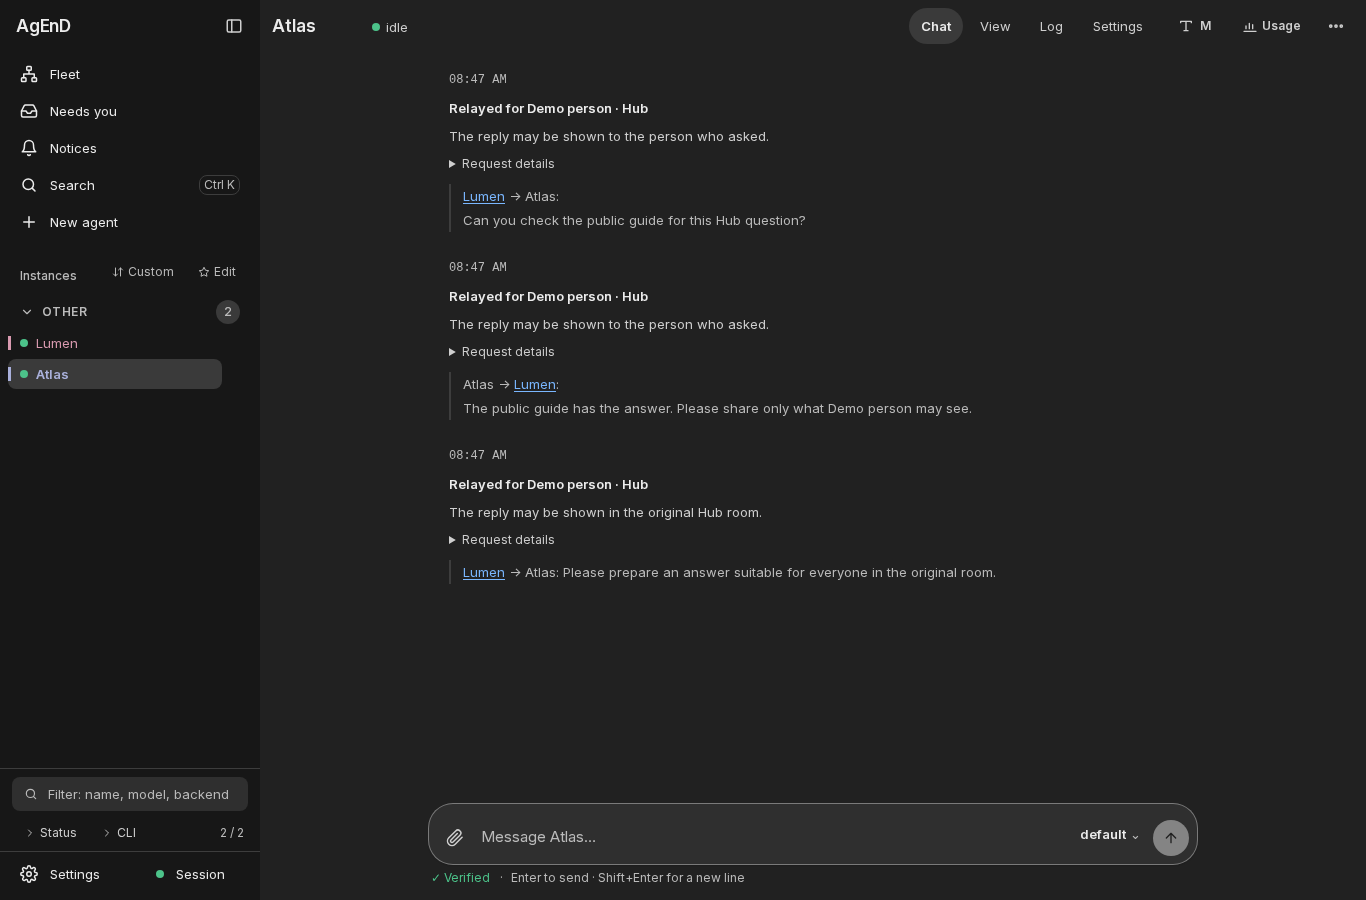 AgEnD
Fleet
Needs you
Notices
Search
Ctrl K
New agent
Instances
Custom
Edit
OTHER
2
Lumen
Atlas
Filter: name, model, backend
Status
CLI
2 / 2
Settings
Session
Atlas
idle
Chat
View
Log
Settings
M
Usage
08:47 AM
Relayed for Demo person · Hub
The reply may be shown to the person who asked.
Request details
Lumen → Atlas:
Can you check the public guide for this Hub question?
08:47 AM
Relayed for Demo person · Hub
The reply may be shown to the person who asked.
Request details
Atlas → Lumen:
The public guide has the answer. Please share only what Demo person may see.
08:47 AM
Relayed for Demo person · Hub
The reply may be shown in the original Hub room.
Request details
Lumen → Atlas: Please prepare an answer suitable for everyone in the original room.
Message Atlas...
default
✓ Verified · Enter to send · Shift+Enter for a new line